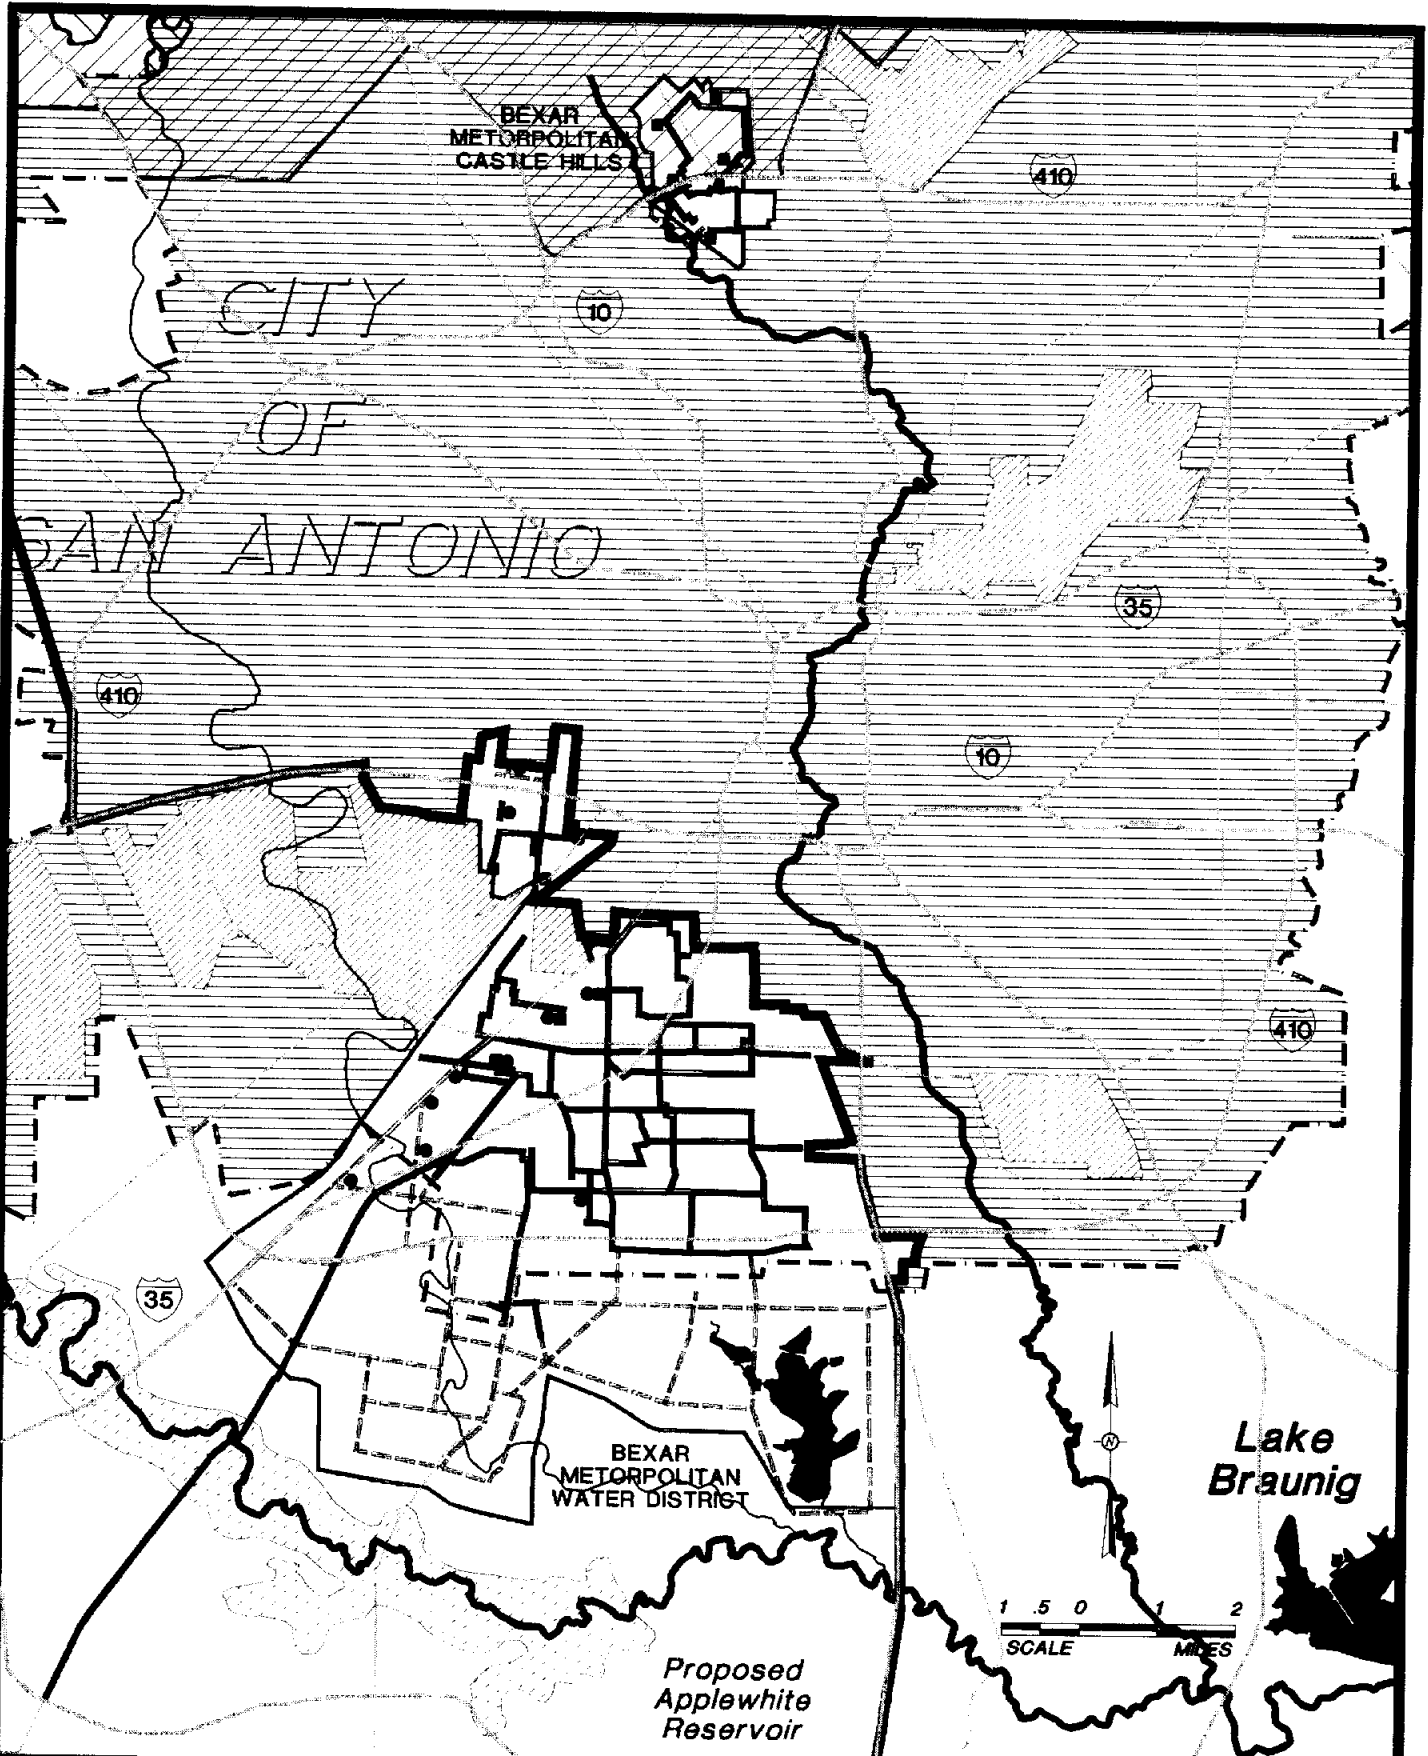 BEXAR
METORPOLITAN
CASTLE HILLS
410
CITY
10
OF
SAN ANTONIO
35
410
10
410
35
Lake
Braunig
BEXAR
METORPOLITAN
WATER DISTRICT
N
1 .5 0 1 2
SCALE MILES
Proposed
Applewhite
Reservoir